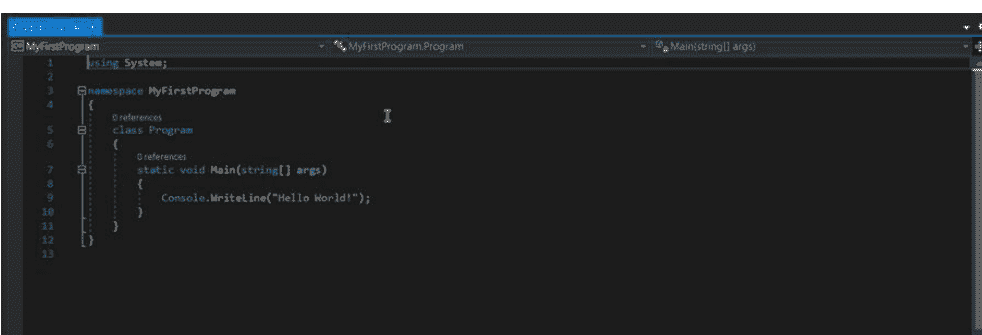 MyFirstProgram MyFirstProgram.Program Main(string[] args)
1 using System;
2
3 namespace MyFirstProgram
4 {
0 references
5 class Program
6 {
0 references
7 static void Main(string[] args)
8 {
9 Console.WriteLine("Hello World!");
10 }
11 }
12 }
13